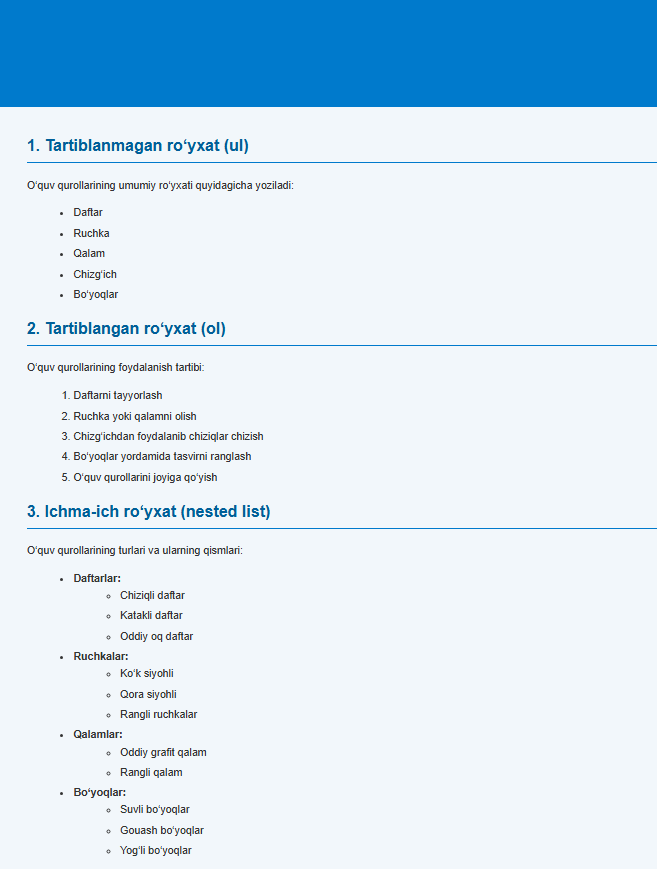 1. Tartiblanmagan ro‘yxat (ul)
O‘quv qurollarining umumiy ro‘yxati quyidagicha yoziladi:
• Daftar
• Ruchka
• Qalam
• Chizg‘ich
• Bo‘yoqlar
2. Tartiblangan ro‘yxat (ol)
O‘quv qurollarining foydalanish tartibi:
1. Daftarni tayyorlash
2. Ruchka yoki qalamni olish
3. Chizg‘ichdan foydalanib chiziqlar chizish
4. Bo‘yoqlar yordamida tasvirni ranglash
5. O‘quv qurollarini joyiga qo‘yish
3. Ichma-ich ro‘yxat (nested list)
O‘quv qurollarining turlari va ularning qismlari:
• Daftarlar:
◦ Chiziqli daftar
◦ Katakli daftar
◦ Oddiy oq daftar
• Ruchkalar:
◦ Ko‘k siyohli
◦ Qora siyohli
◦ Rangli ruchkalar
• Qalamlar:
◦ Oddiy grafit qalam
◦ Rangli qalam
• Bo‘yoqlar:
◦ Suvli bo‘yoqlar
◦ Gouash bo‘yoqlar
◦ Yog‘li bo‘yoqlar